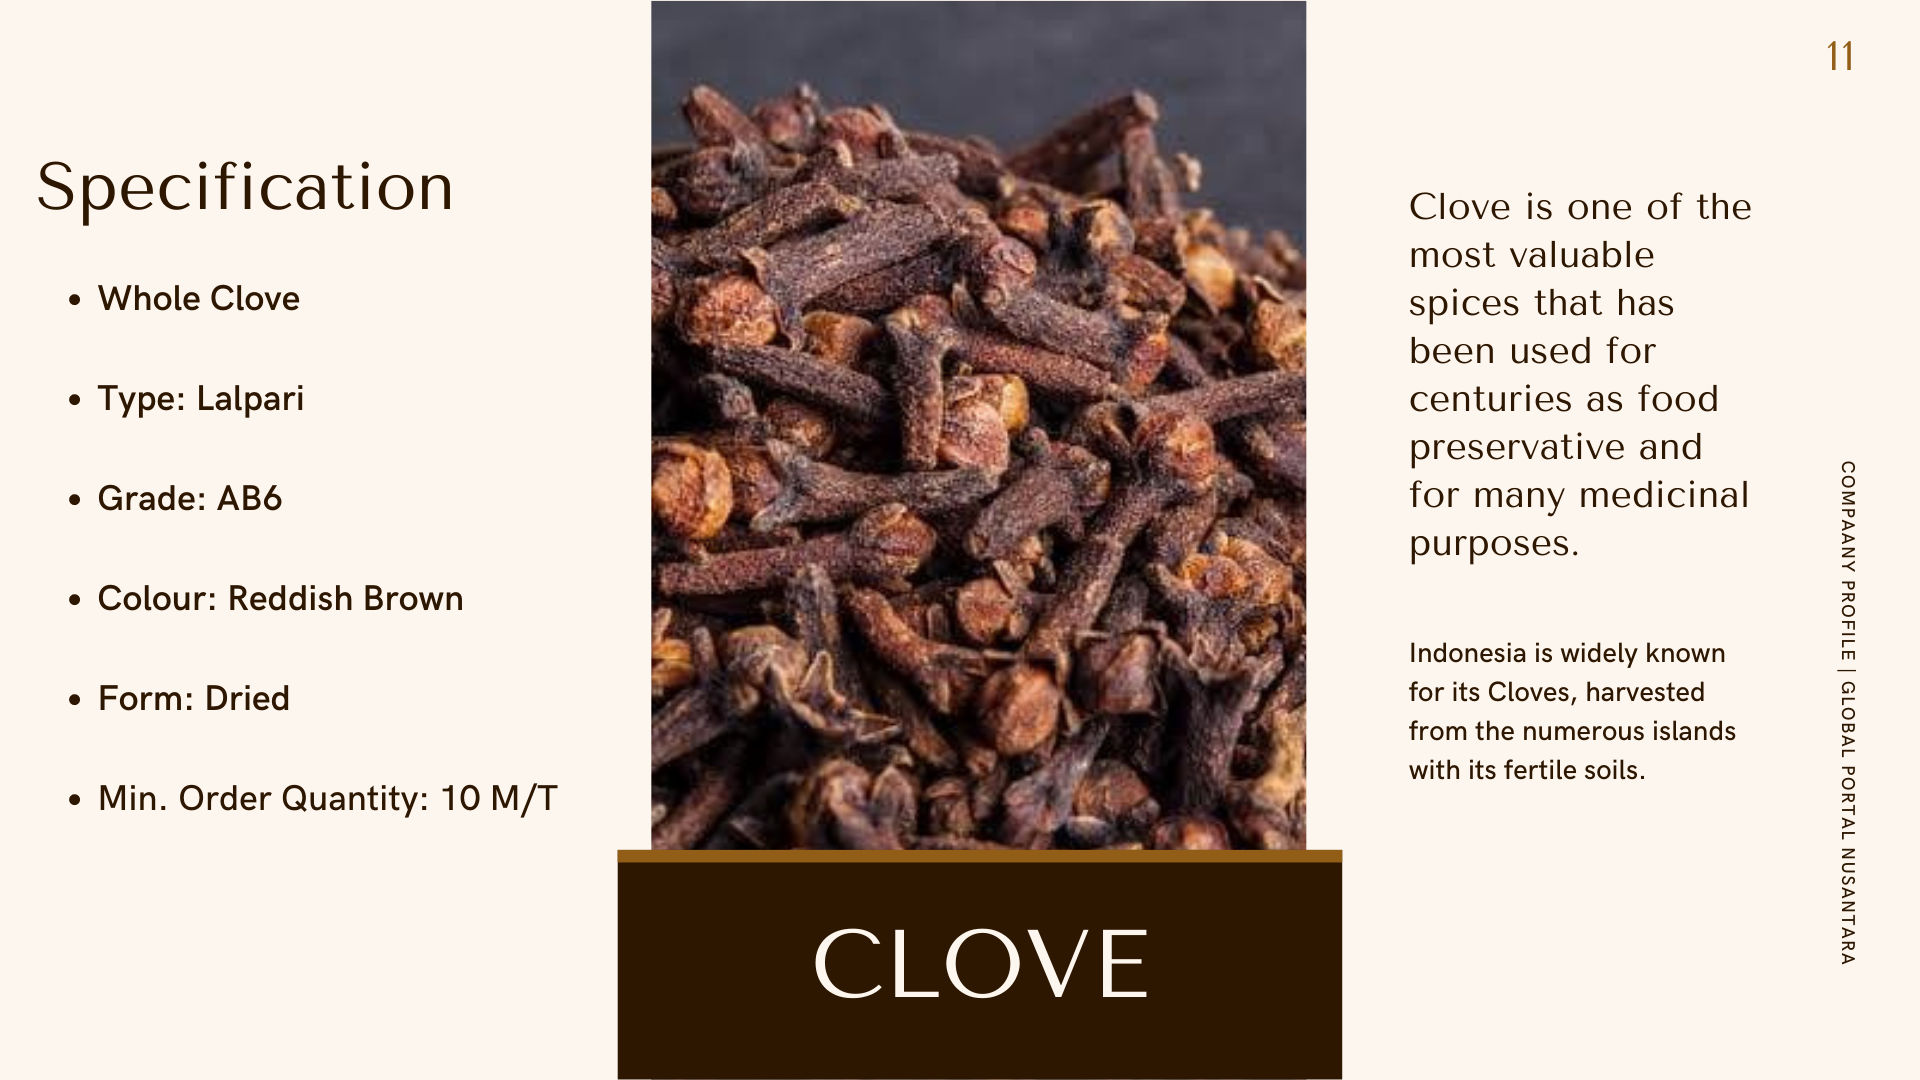 11
Specification
• Whole Clove
• Type: Lalpari
• Grade: AB6
• Colour: Reddish Brown
• Form: Dried
• Min. Order Quantity: 10 M/T
CLOVE
Clove is one of the
most valuable
spices that has
been used for
centuries as food
preservative and
for many medicinal
purposes.
Indonesia is widely known
for its Cloves, harvested
from the numerous islands
with its fertile soils.
COMPAANY PROFILE | GLOBAL PORTAL NUSANTARA